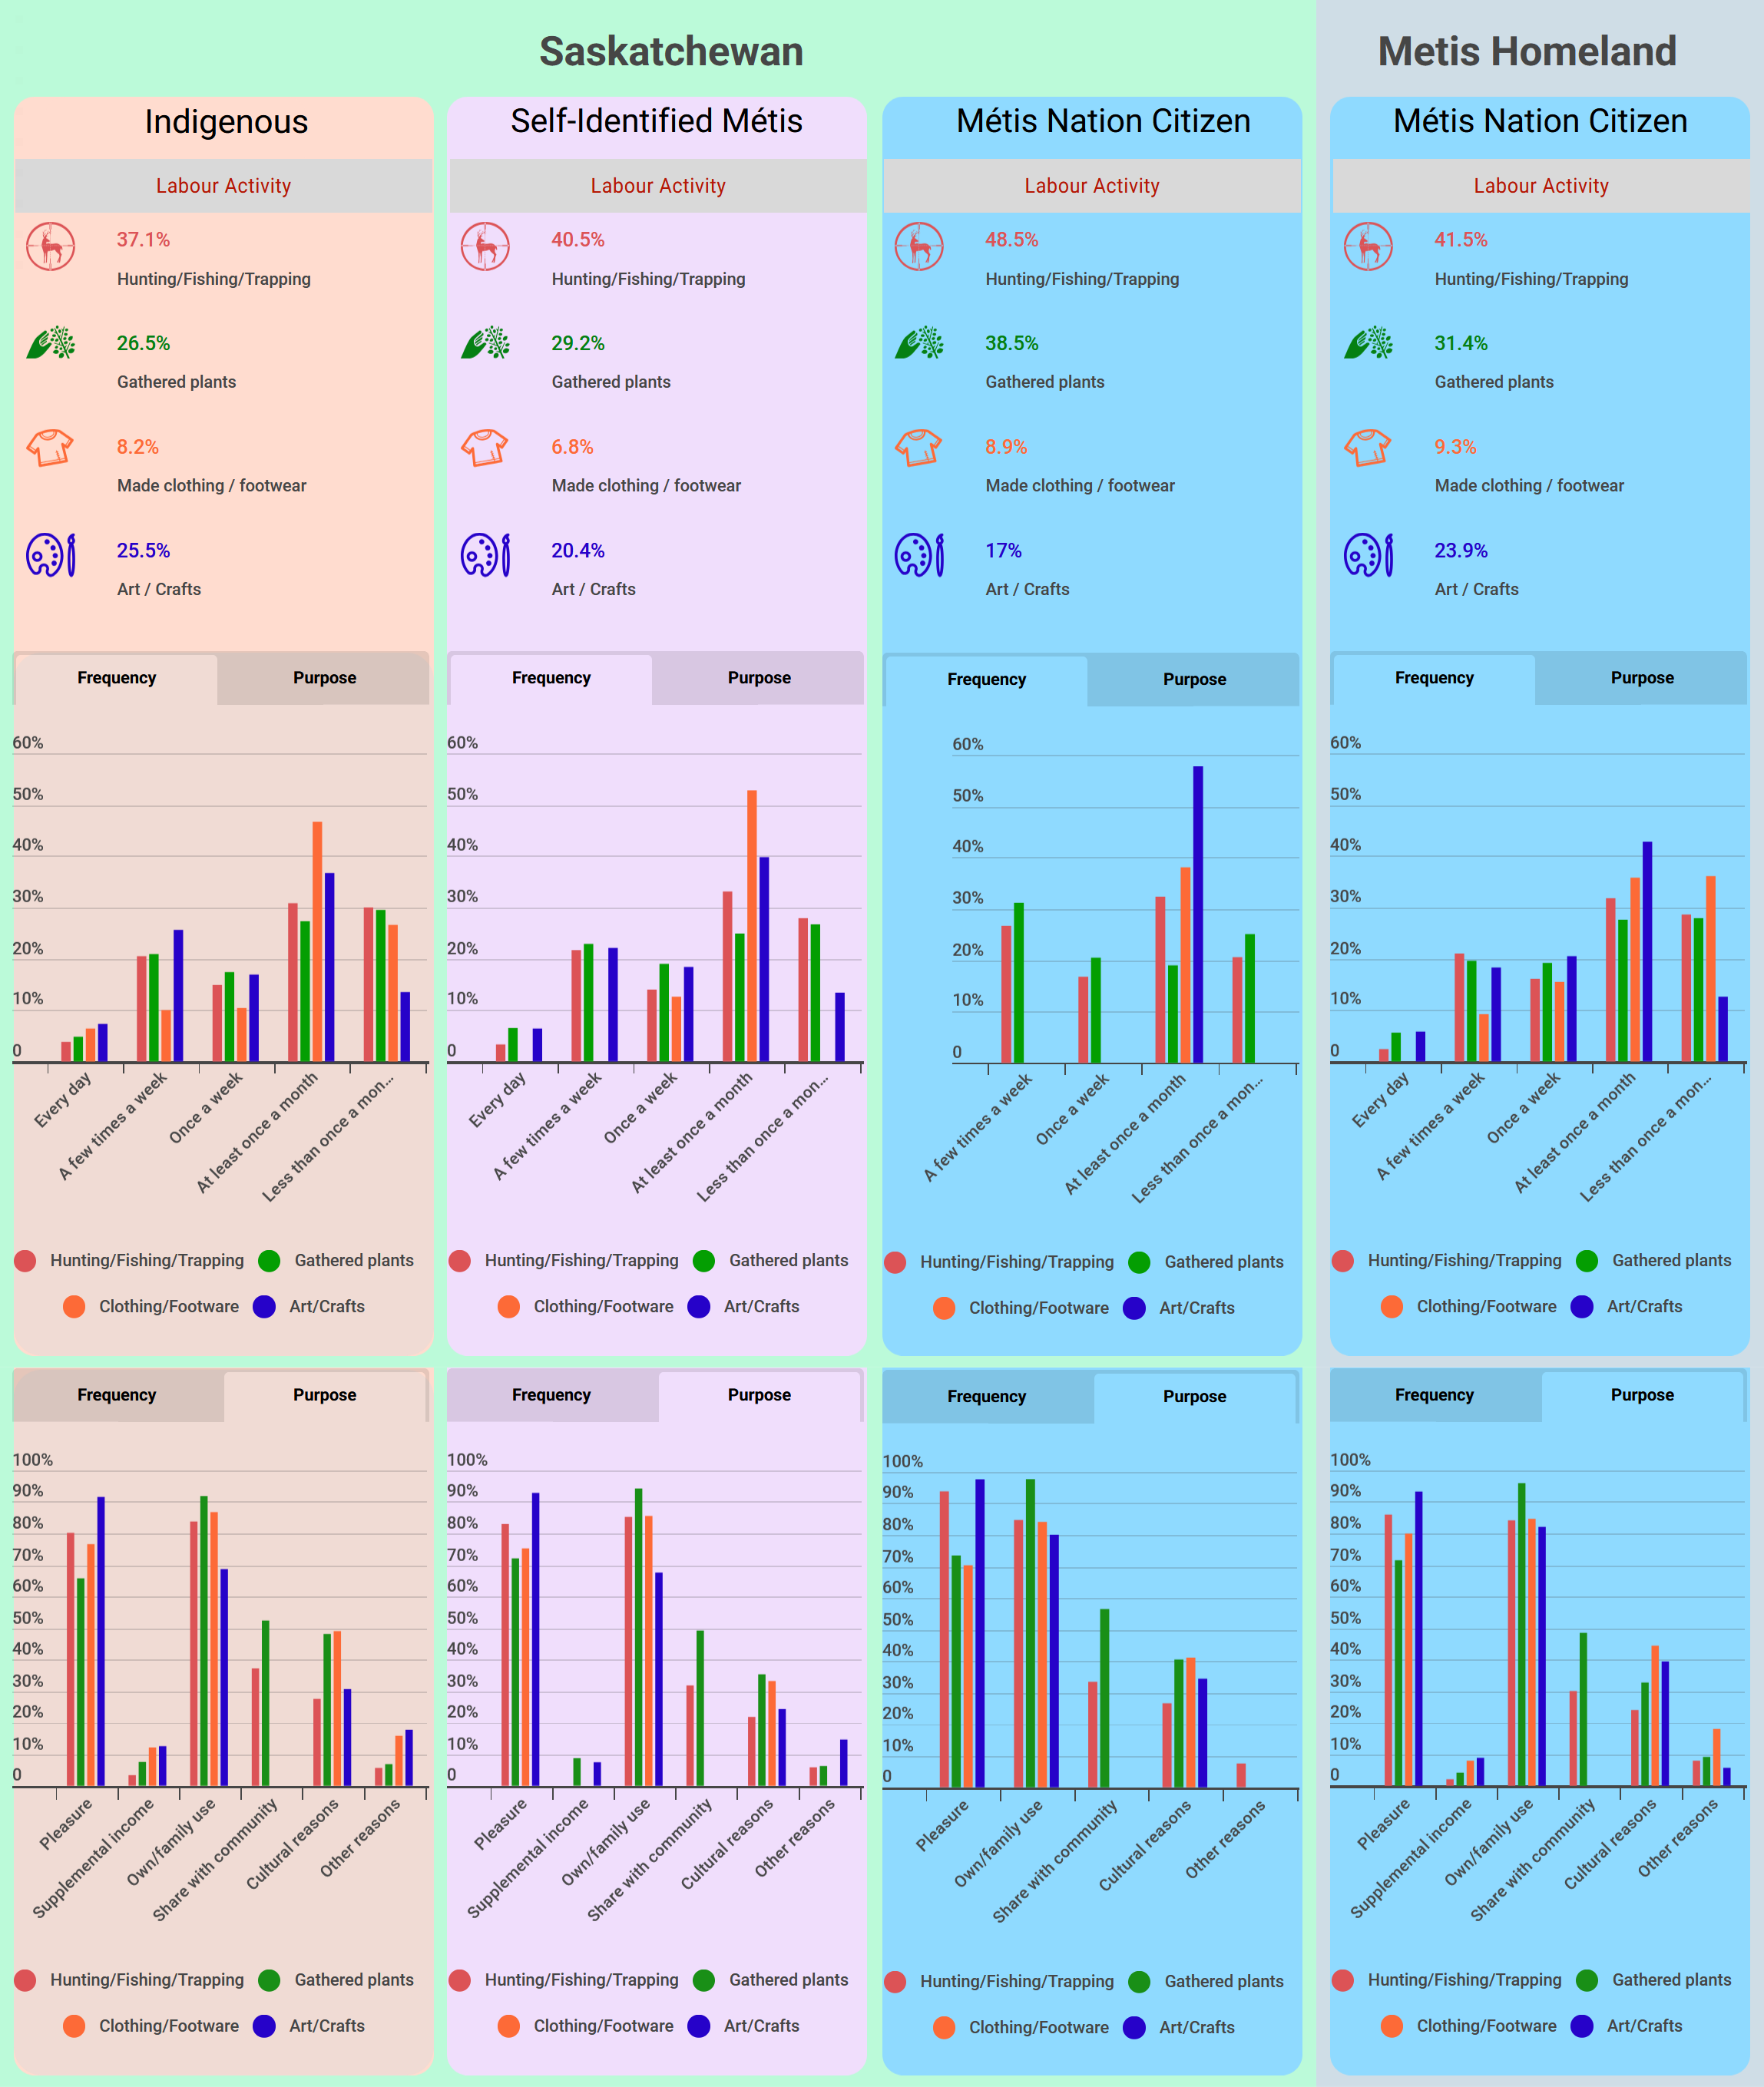 Saskatchewan
Metis Homeland
Indigenous
Labour Activity
37.1%
Hunting/Fishing/Trapping
26.5%
Gathered plants
8.2%
Made clothing / footwear
25.5%
Art / Crafts
Self-Identified Métis
Labour Activity
40.5%
Hunting/Fishing/Trapping
29.2%
Gathered plants
6.8%
Made clothing / footwear
20.4%
Art / Crafts
Métis Nation Citizen
Labour Activity
48.5%
Hunting/Fishing/Trapping
38.5%
Gathered plants
8.9%
Made clothing / footwear
17%
Art / Crafts
Métis Nation Citizen
Labour Activity
41.5%
Hunting/Fishing/Trapping
31.4%
Gathered plants
9.3%
Made clothing / footwear
23.9%
Art / Crafts
Frequency Purpose
60%
50%
40%
30%
20%
10%
0
Every day
A few times a week
Once a week
At least once a month
Less than once a mon...
Hunting/Fishing/Trapping Gathered plants
Clothing/Footware Art/Crafts
Frequency Purpose
60%
50%
40%
30%
20%
10%
0
Every day
A few times a week
Once a week
At least once a month
Less than once a mon...
Hunting/Fishing/Trapping Gathered plants
Clothing/Footware Art/Crafts
Frequency Purpose
60%
50%
40%
30%
20%
10%
0
A few times a week
Once a week
At least once a month
Less than once a mon...
Hunting/Fishing/Trapping Gathered plants
Clothing/Footware Art/Crafts
Frequency Purpose
60%
50%
40%
30%
20%
10%
0
Every day
A few times a week
Once a week
At least once a month
Less than once a mon...
Hunting/Fishing/Trapping Gathered plants
Clothing/Footware Art/Crafts
Frequency Purpose
100%
90%
80%
70%
60%
50%
40%
30%
20%
10%
0
Pleasure
Supplemental income
Own/family use
Share with community
Cultural reasons
Other reasons
Hunting/Fishing/Trapping Gathered plants
Clothing/Footware Art/Crafts
Frequency Purpose
100%
90%
80%
70%
60%
50%
40%
30%
20%
10%
0
Pleasure
Supplemental income
Own/family use
Share with community
Cultural reasons
Other reasons
Hunting/Fishing/Trapping Gathered plants
Clothing/Footware Art/Crafts
Frequency Purpose
100%
90%
80%
70%
60%
50%
40%
30%
20%
10%
0
Pleasure
Own/family use
Share with community
Cultural reasons
Other reasons
Hunting/Fishing/Trapping Gathered plants
Clothing/Footware Art/Crafts
Frequency Purpose
100%
90%
80%
70%
60%
50%
40%
30%
20%
10%
0
Pleasure
Supplemental income
Own/family use
Share with community
Cultural reasons
Other reasons
Hunting/Fishing/Trapping Gathered plants
Clothing/Footware Art/Crafts